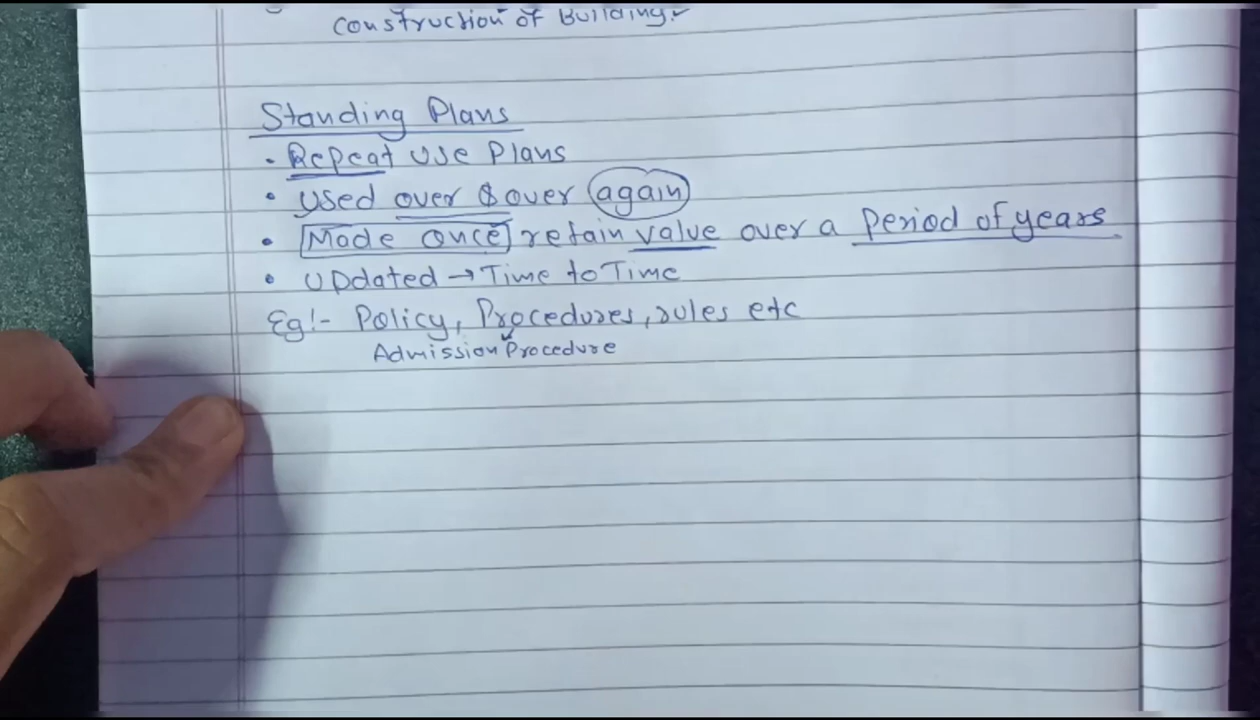 Construction of Building.
Standing Plans
• Repeat Use Plans
• Used over & over again
• Made once retain value over a Period of years
• Updated → Time to Time
Eg!- Policy, Procedures, rules etc
Admission Procedure